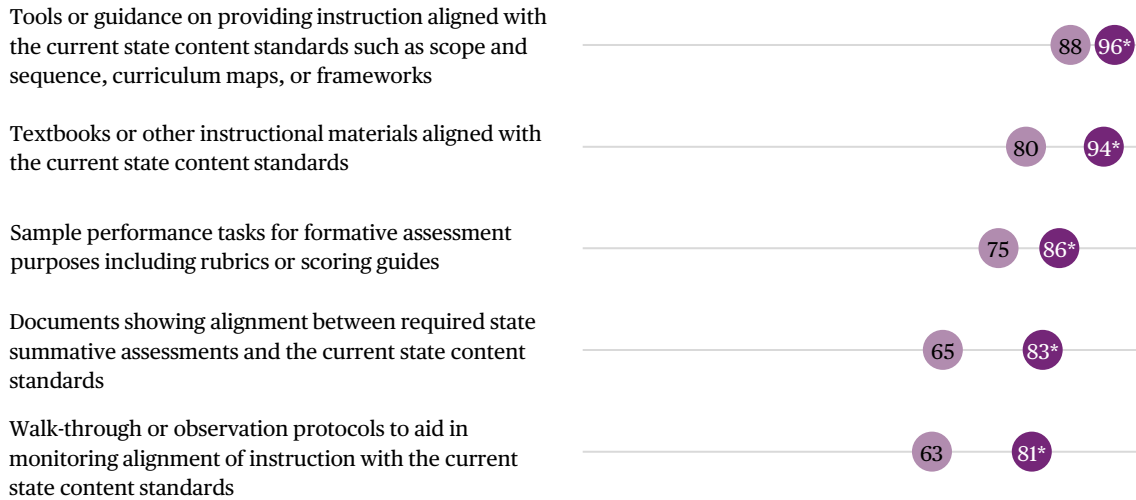 Tools or guidance on providing instruction aligned with
the current state content standards such as scope and
sequence, curriculum maps, or frameworks
88 96*
Textbooks or other instructional materials aligned with
the current state content standards
80 94*
Sample performance tasks for formative assessment
purposes including rubrics or scoring guides
75 86*
Documents showing alignment between required state
summative assessments and the current state content
standards
65 83*
Walk-through or observation protocols to aid in
monitoring alignment of instruction with the current
state content standards
63 81*